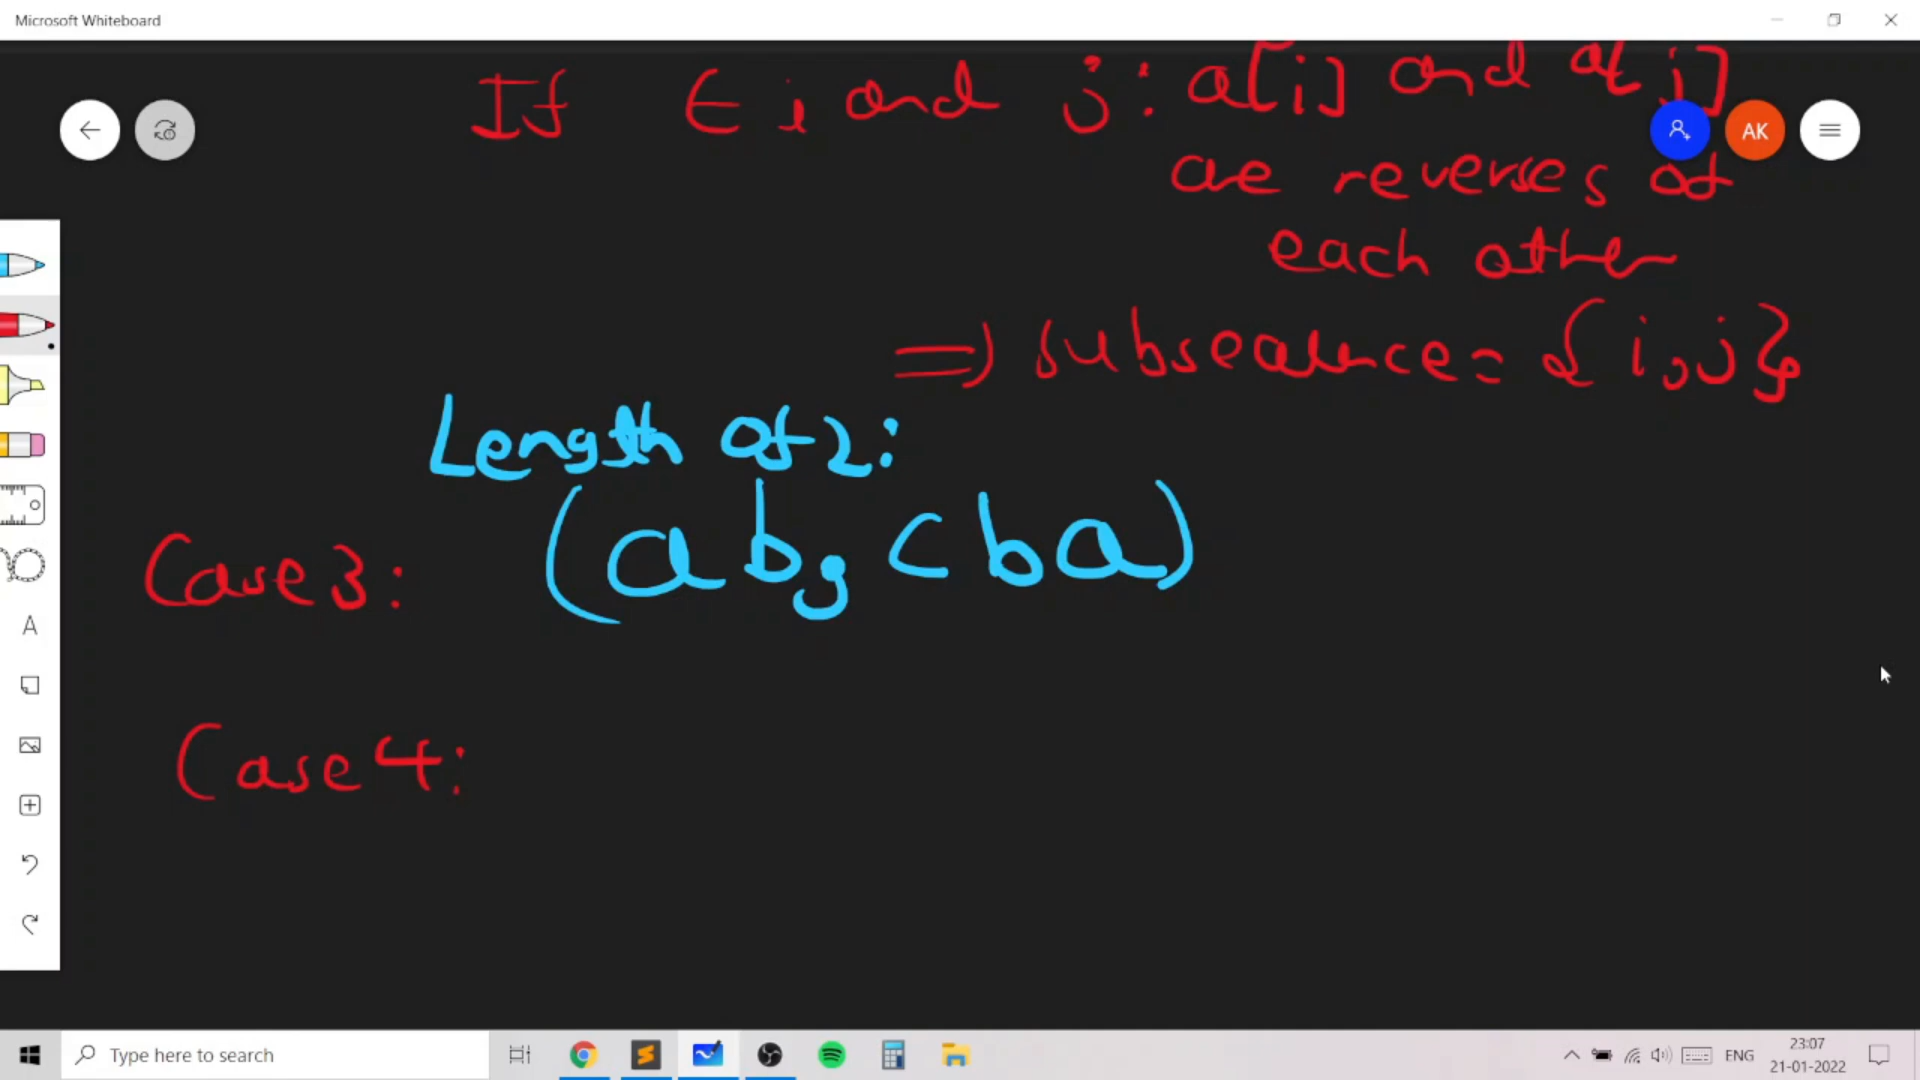 Microsoft Whiteboard
If ∈ i and j: a[i] and a[j]
AK
are reverses of
each other
=> subsequence = {i,j}
Length of 2:
Case 3: (ab, cba)
Case 4:
A
Type here to search
ENG
23:07
21-01-2022